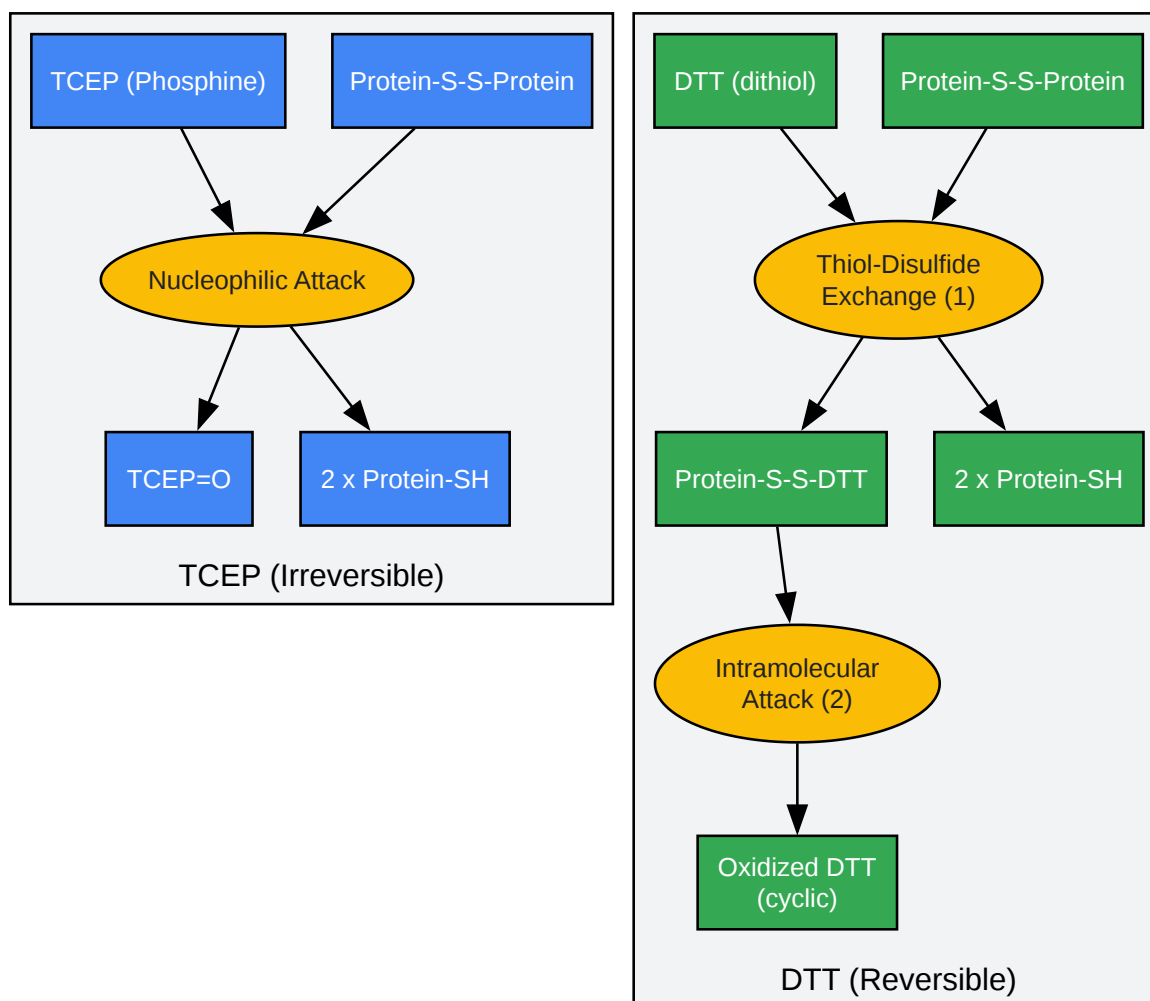 TCEP (Phosphine)
Protein-S-S-Protein
Nucleophilic Attack
TCEP=O
2 x Protein-SH
TCEP (Irreversible)
DTT (dithiol)
Protein-S-S-Protein
Thiol-Disulfide
Exchange (1)
Protein-S-S-DTT
2 x Protein-SH
Intramolecular
Attack (2)
Oxidized DTT
(cyclic)
DTT (Reversible)